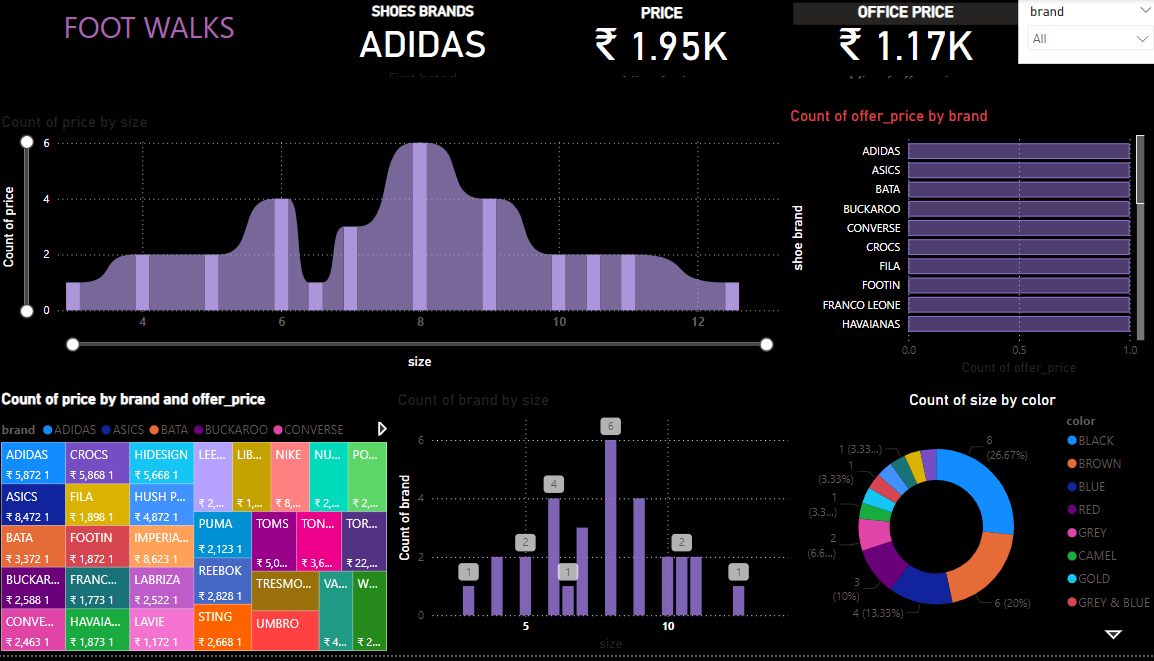 FOOT WALKS
SHOES BRANDS
ADIDAS
First brand
PRICE
₹ 1.95K
OFFICE PRICE
₹ 1.17K
brand
All
Count of price by size
Count of price
6
4
2
0
4
6
8
10
12
size
Count of offer_price by brand
shoe brand
ADIDAS
ASICS
BATA
BUCKAROO
CONVERSE
CROCS
FILA
FOOTIN
FRANCO LEONE
HAVAIANAS
0.0
0.5
1.0
Count of offer_price
Count of price by brand and offer_price
brand ADIDAS ASICS BATA BUCKAROO CONVERSE
ADIDAS
₹ 5,872 1
ASICS
₹ 8,472 1
BATA
₹ 3,372 1
BUCKAR...
₹ 2,588 1
CONVE...
₹ 2,463 1
CROCS
₹ 5,868 1
FILA
₹ 1,898 1
FOOTIN
₹ 1,872 1
FRANC...
₹ 1,773 1
HAVAIA...
₹ 1,873 1
HIDESIGN
₹ 5,668 1
HUSH P...
₹ 4,872 1
IMPERIA...
₹ 8,623 1
LABRIZA
₹ 2,522 1
LAVIE
₹ 1,172 1
LEE...
₹ 2,...
LIB...
₹ 1,...
NIKE
₹ 8,...
NU...
₹ 2,...
PO...
₹ 2,...
PUMA
₹ 2,123 1
REEBOK
₹ 2,828 1
STING
₹ 2,668 1
TOMS
₹ 5,0...
TON...
₹ 3,6...
TOR...
₹ 22,...
TRESMO...
UMBRO
VA...
₹ 4...
W...
₹ 2...
Count of brand by size
Count of brand
6
4
2
0
1
2
4
1
6
2
1
5
10
size
Count of size by color
8
(26.67%)
6 (20%)
4 (13.33%)
3
(10%)
2
(6.6...)
1
(3.3...)
1
(3.33%)
1 (3.33...)
color
BLACK
BROWN
BLUE
RED
GREY
CAMEL
GOLD
GREY & BLUE